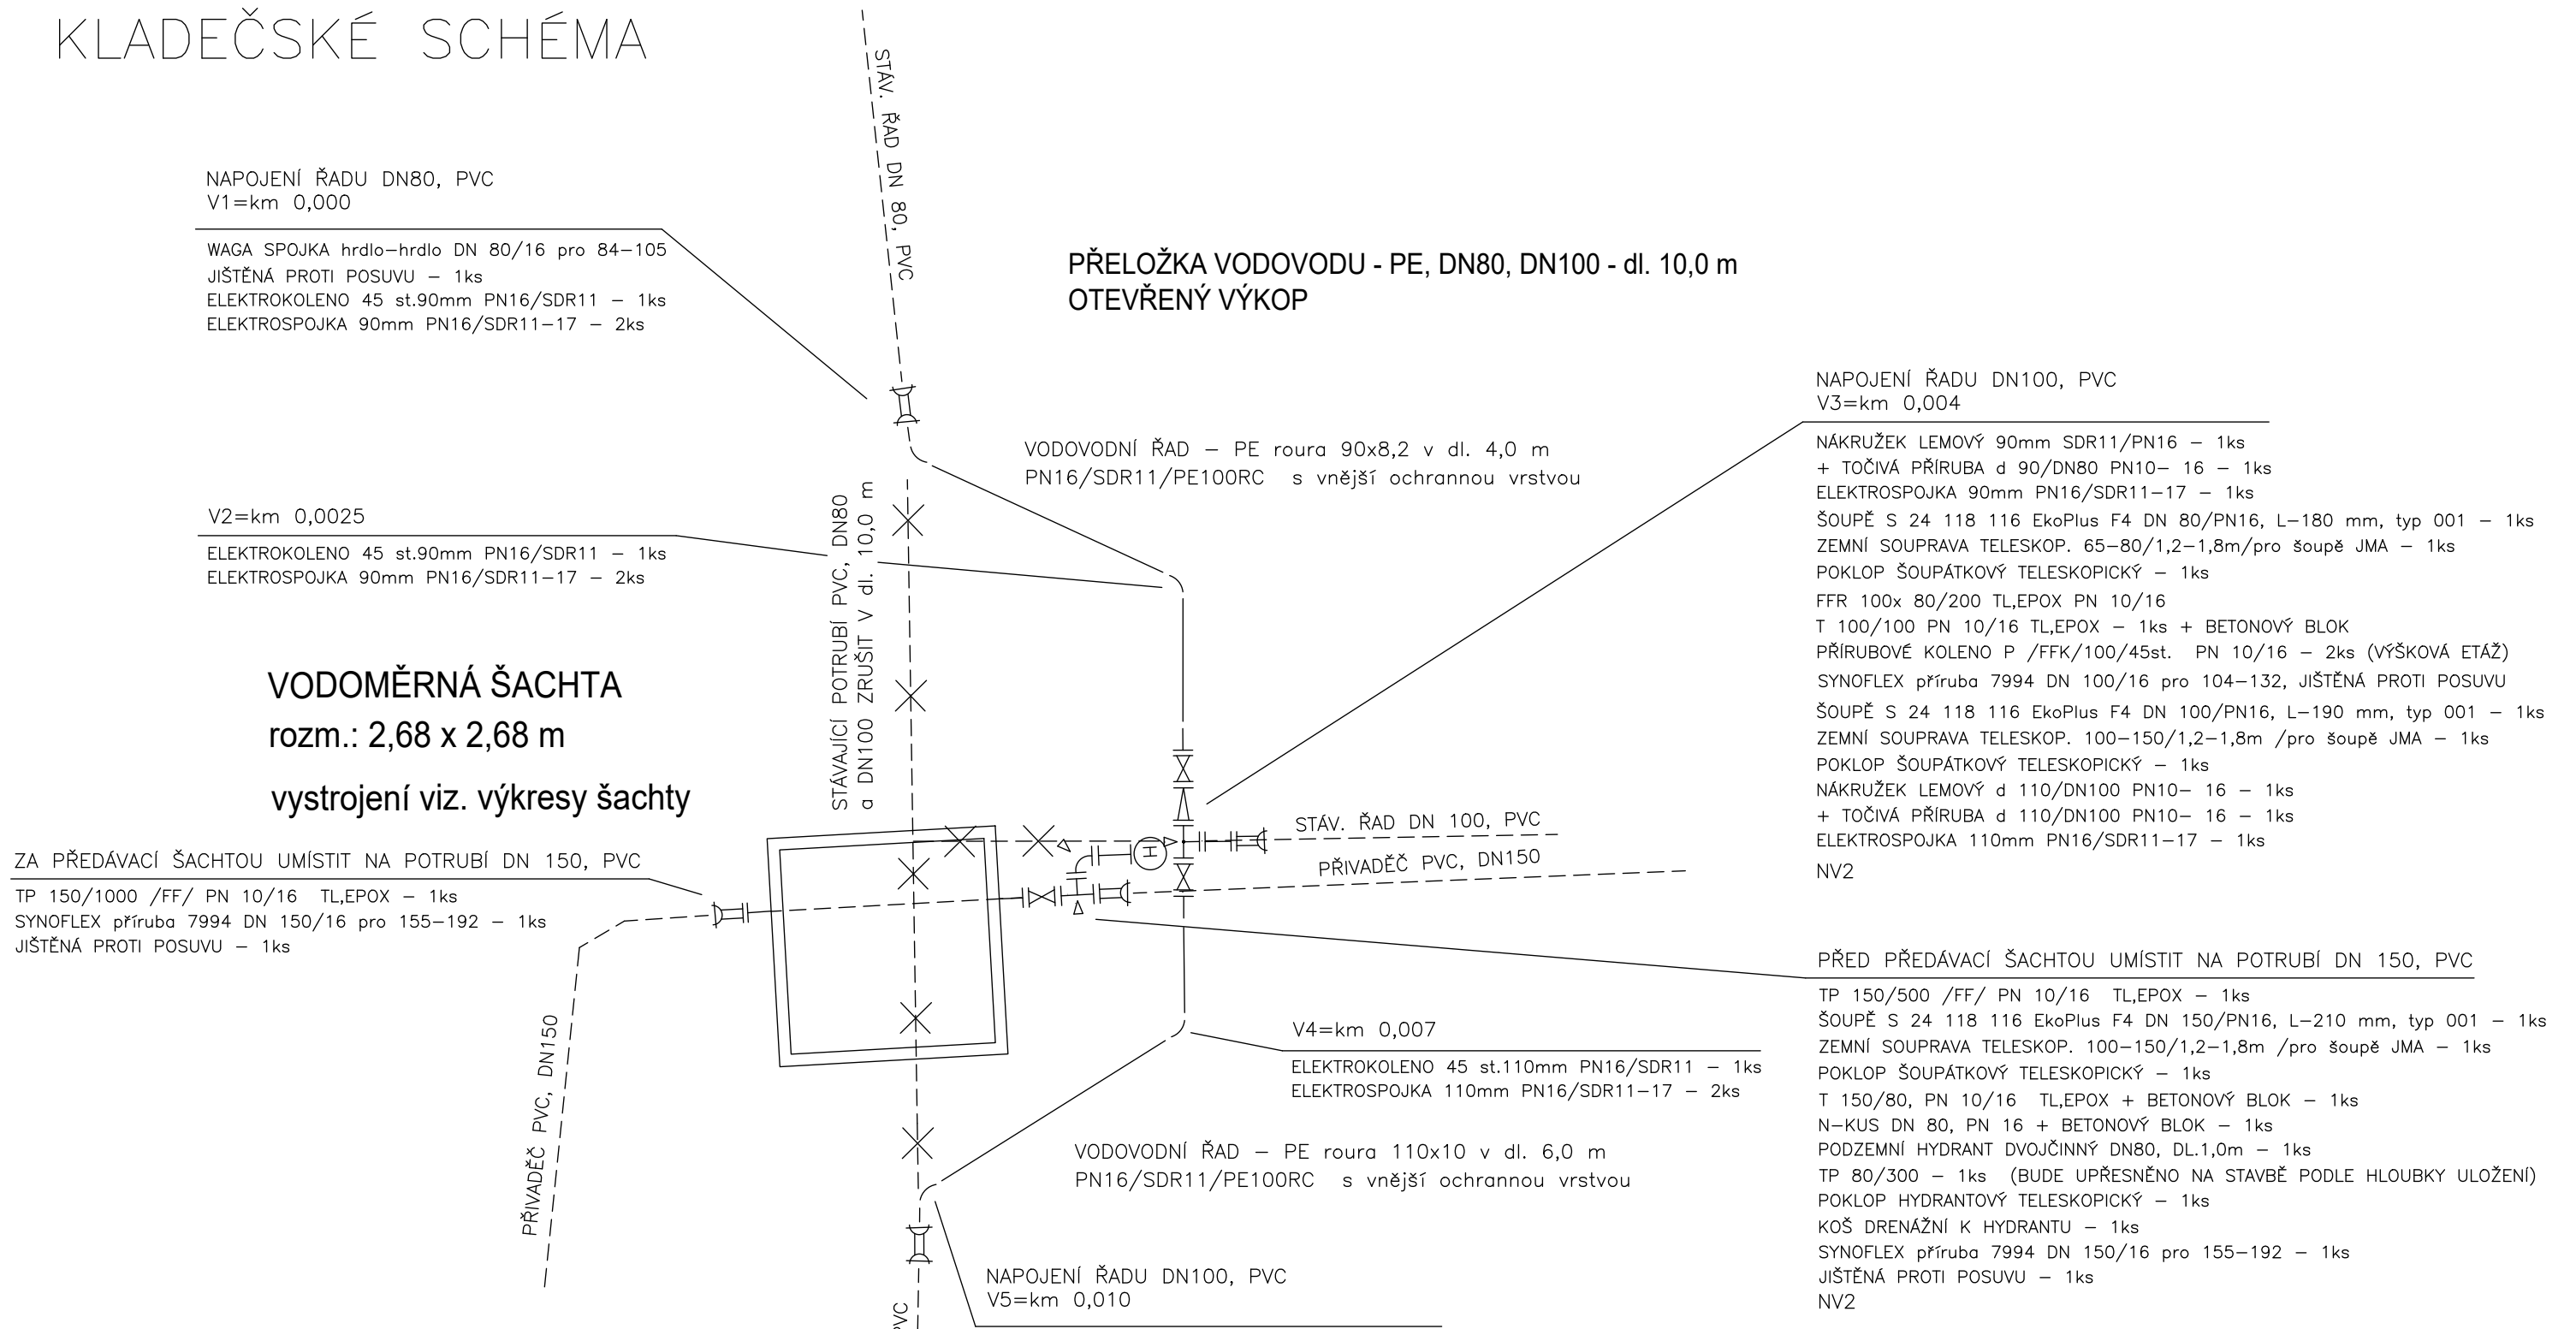 KLADEČSKÉ SCHÉMA
STÁV. ŘAD DN 80, PVC
NAPOJENÍ ŘADU DN80, PVC
V1=km 0,000
WAGA SPOJKA hrdlo-hrdlo DN 80/16 pro 84-105
JIŠTĚNÁ PROTI POSUVU - 1ks
ELEKTROKOLENO 45 st.90mm PN16/SDR11 - 1ks
ELEKTROSPOJKA 90mm PN16/SDR11-17 - 2ks
PŘELOŽKA VODOVODU - PE, DN80, DN100 - dl. 10,0 m
OTEVŘENÝ VÝKOP
VODOVODNÍ ŘAD - PE roura 90x8,2 v dl. 4,0 m
PN16/SDR11/PE100RC s vnější ochrannou vrstvou
V2=km 0,0025
ELEKTROKOLENO 45 st.90mm PN16/SDR11 - 1ks
ELEKTROSPOJKA 90mm PN16/SDR11-17 - 2ks
STÁVAJÍCÍ POTRUBÍ PVC, DN80
a DN100 ZRUŠIT V dl. 10,0 m
NAPOJENÍ ŘADU DN100, PVC
V3=km 0,004
NÁKRUŽEK LEMOVÝ 90mm SDR11/PN16 - 1ks
+ TOČIVÁ PŘÍRUBA d 90/DN80 PN10- 16 - 1ks
ELEKTROSPOJKA 90mm PN16/SDR11-17 - 1ks
ŠOUPĚ S 24 118 116 EkoPlus F4 DN 80/PN16, L-180 mm, typ 001 - 1ks
ZEMNÍ SOUPRAVA TELESKOP. 65-80/1,2-1,8m/pro šoupě JMA - 1ks
POKLOP ŠOUPÁTKOVÝ TELESKOPICKÝ - 1ks
FFR 100x 80/200 TL,EPOX PN 10/16
T 100/100 PN 10/16 TL,EPOX - 1ks + BETONOVÝ BLOK
PŘÍRUBOVÉ KOLENO P /FFK/100/45st. PN 10/16 - 2ks (VÝŠKOVÁ ETÁŽ)
SYNOFLEX příruba 7994 DN 100/16 pro 104-132, JIŠTĚNÁ PROTI POSUVU
ŠOUPĚ S 24 118 116 EkoPlus F4 DN 100/PN16, L-190 mm, typ 001 - 1ks
ZEMNÍ SOUPRAVA TELESKOP. 100-150/1,2-1,8m /pro šoupě JMA - 1ks
POKLOP ŠOUPÁTKOVÝ TELESKOPICKÝ - 1ks
NÁKRUŽEK LEMOVÝ d 110/DN100 PN10- 16 - 1ks
+ TOČIVÁ PŘÍRUBA d 110/DN100 PN10- 16 - 1ks
ELEKTROSPOJKA 110mm PN16/SDR11-17 - 1ks
NV2
VODOMĚRNÁ ŠACHTA
rozm.: 2,68 x 2,68 m
vystrojení viz. výkresy šachty
STÁV. ŘAD DN 100, PVC
PŘIVADĚČ PVC, DN150
H
ZA PŘEDÁVACÍ ŠACHTOU UMÍSTIT NA POTRUBÍ DN 150, PVC
TP 150/1000 /FF/ PN 10/16 TL,EPOX - 1ks
SYNOFLEX příruba 7994 DN 150/16 pro 155-192 - 1ks
JIŠTĚNÁ PROTI POSUVU - 1ks
PŘIVADĚČ PVC, DN150
PŘED PŘEDÁVACÍ ŠACHTOU UMÍSTIT NA POTRUBÍ DN 150, PVC
TP 150/500 /FF/ PN 10/16 TL,EPOX - 1ks
ŠOUPĚ S 24 118 116 EkoPlus F4 DN 150/PN16, L-210 mm, typ 001 - 1ks
ZEMNÍ SOUPRAVA TELESKOP. 100-150/1,2-1,8m /pro šoupě JMA - 1ks
POKLOP ŠOUPÁTKOVÝ TELESKOPICKÝ - 1ks
T 150/80, PN 10/16 TL,EPOX + BETONOVÝ BLOK - 1ks
N-KUS DN 80, PN 16 + BETONOVÝ BLOK - 1ks
PODZEMNÍ HYDRANT DVOJČINNÝ DN80, DL.1,0m - 1ks
TP 80/300 - 1ks (BUDE UPŘESNĚNO NA STAVBĚ PODLE HLOUBKY ULOŽENÍ)
POKLOP HYDRANTOVÝ TELESKOPICKÝ - 1ks
KOŠ DRENÁŽNÍ K HYDRANTU - 1ks
SYNOFLEX příruba 7994 DN 150/16 pro 155-192 - 1ks
JIŠTĚNÁ PROTI POSUVU - 1ks
NV2
V4=km 0,007
ELEKTROKOLENO 45 st.110mm PN16/SDR11 - 1ks
ELEKTROSPOJKA 110mm PN16/SDR11-17 - 2ks
VODOVODNÍ ŘAD - PE roura 110x10 v dl. 6,0 m
PN16/SDR11/PE100RC s vnější ochrannou vrstvou
NAPOJENÍ ŘADU DN100, PVC
V5=km 0,010
PVC